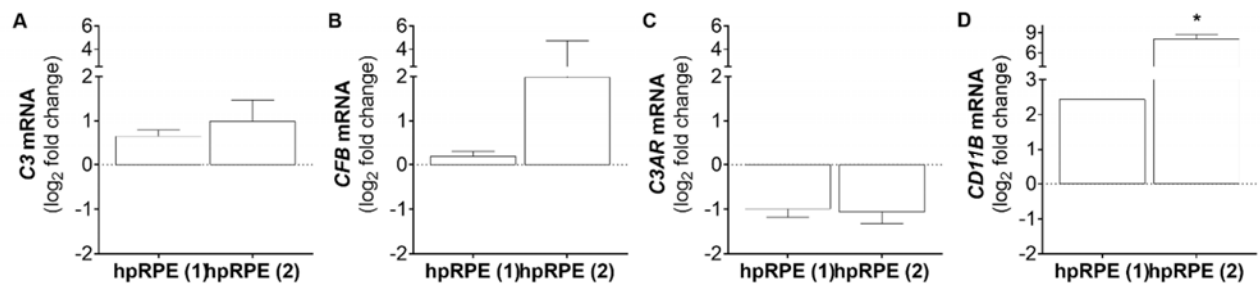 A
C3 mRNA
(log2 fold change)
6
4
2
1
0
-1
-2
hpRPE (1)
hpRPE (2)
B
CFB mRNA
(log2 fold change)
6
4
2
1
0
-1
-2
hpRPE (1)
hpRPE (2)
C
C3AR mRNA
(log2 fold change)
6
4
2
1
0
-1
-2
hpRPE (1)
hpRPE (2)
D
CD11B mRNA
(log2 fold change)
9
6
3
2
1
0
-1
-2
*
hpRPE (1)
hpRPE (2)